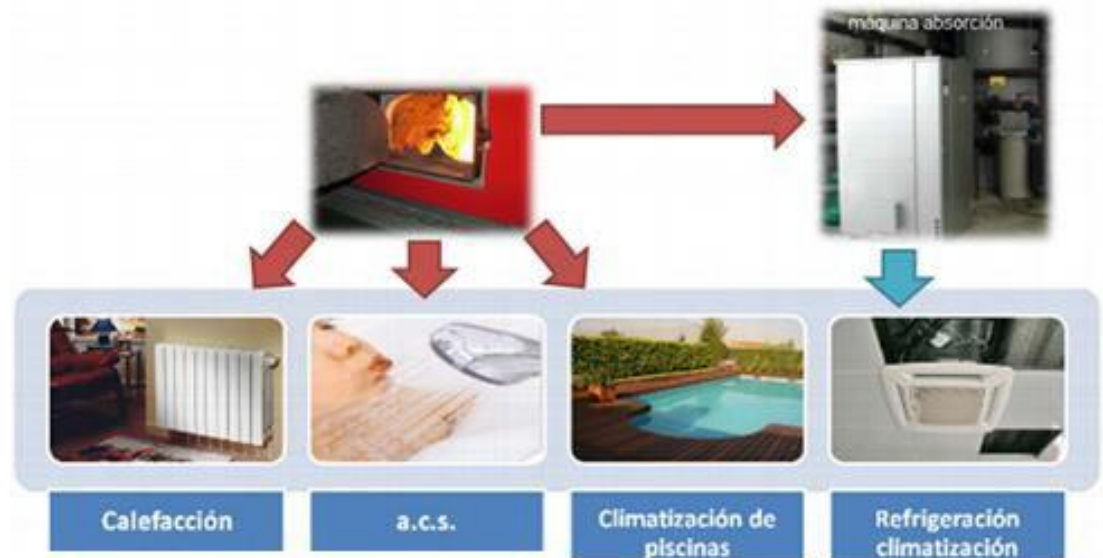 máquina absorción
Calefacción
a.c.s.
Climatización de
piscinas
Refrigeración
climatización